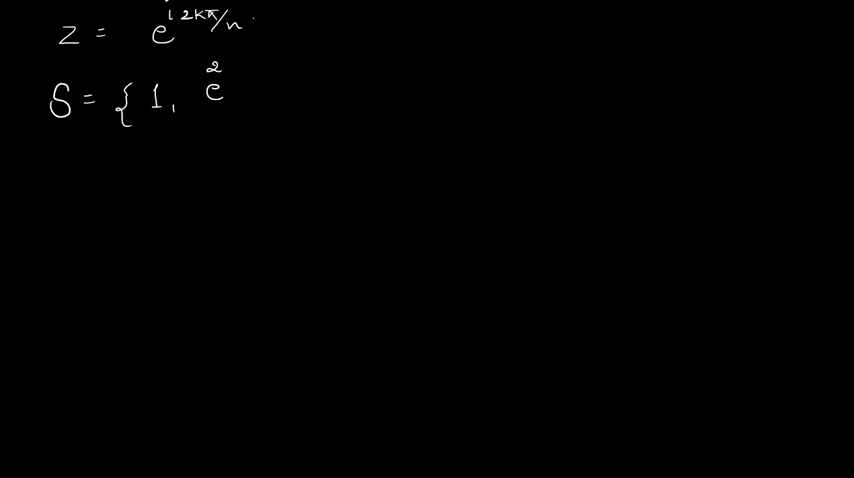 z = e^{i2kπ/n}.
S = { 1, e^{2}